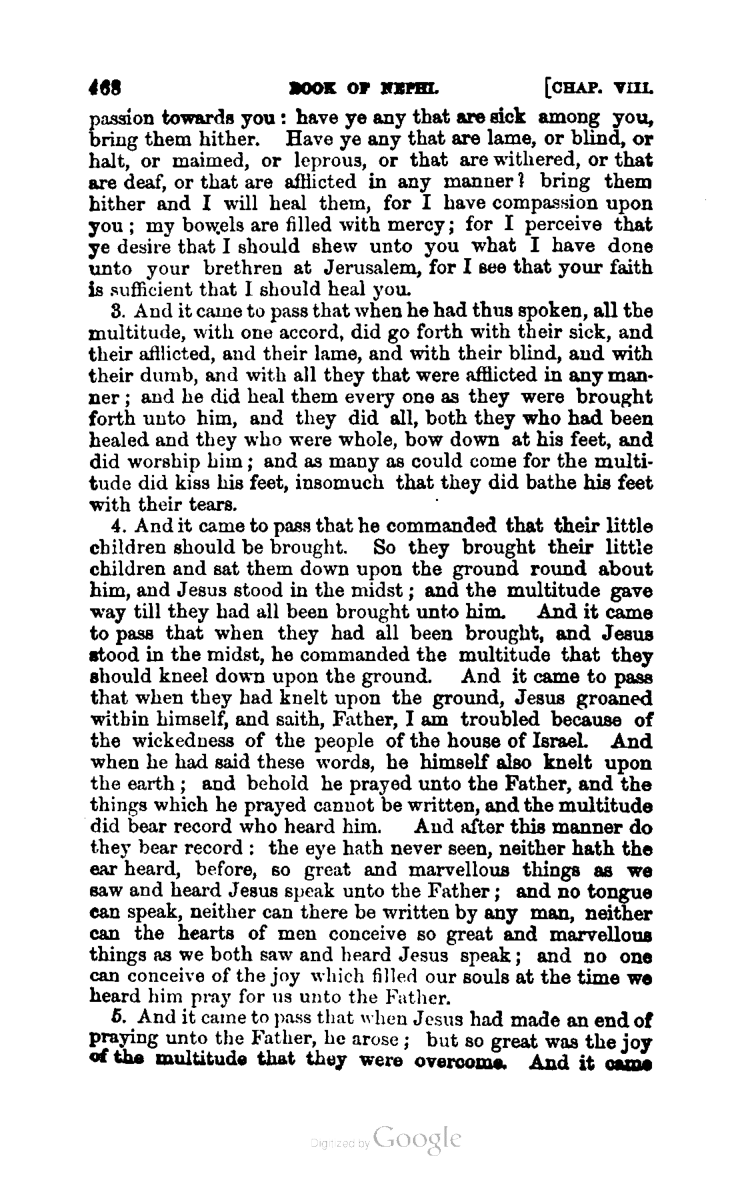 468 BOOK OF NEPHI. [CHAP. VIII.
passion towards you: have ye any that are sick among you,
bring them hither. Have ye any that are lame, or blind, or
halt, or maimed, or leprous, or that are withered, or that
are deaf, or that are afflicted in any manner? bring them
hither and I will heal them, for I have compassion upon
you; my bowels are filled with mercy; for I perceive that
ye desire that I should shew unto you what I have done
unto your brethren at Jerusalem, for I see that your faith
is sufficient that I should heal you.
3. And it came to pass that when he had thus spoken, all the
multitude, with one accord, did go forth with their sick, and
their afflicted, and their lame, and with their blind, and with
their dumb, and with all they that were afflicted in any man-
ner; and he did heal them every one as they were brought
forth unto him, and they did all, both they who had been
healed and they who were whole, bow down at his feet, and
did worship him; and as many as could come for the multi-
tude did kiss his feet, insomuch that they did bathe his feet
with their tears.
4. And it came to pass that he commanded that their little
children should be brought. So they brought their little
children and sat them down upon the ground round about
him, and Jesus stood in the midst; and the multitude gave
way till they had all been brought unto him. And it came
to pass that when they had all been brought, and Jesus
stood in the midst, he commanded the multitude that they
should kneel down upon the ground. And it came to pass
that when they had knelt upon the ground, Jesus groaned
within himself, and saith, Father, I am troubled because of
the wickedness of the people of the house of Israel. And
when he had said these words, he himself also knelt upon
the earth; and behold he prayed unto the Father, and the
things which he prayed cannot be written, and the multitude
did bear record who heard him. And after this manner do
they bear record: the eye hath never seen, neither hath the
ear heard, before, so great and marvellous things as we
saw and heard Jesus speak unto the Father; and no tongue
can speak, neither can there be written by any man, neither
can the hearts of men conceive so great and marvellous
things as we both saw and heard Jesus speak; and no one
can conceive of the joy which filled our souls at the time we
heard him pray for us unto the Father.
5. And it came to pass that when Jesus had made an end of
praying unto the Father, he arose; but so great was the joy
of the multitude that they were overcome. And it came
Digitized by Google